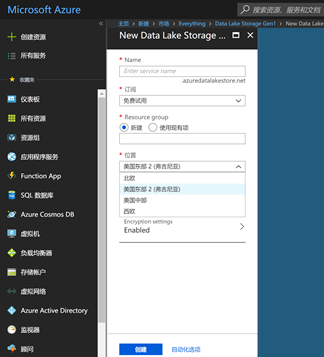 Microsoft Azure
搜索资源、服务和文档
主页 > 新建 > 市场 > Everything > Data Lake Storage Gen1 > New Data Lake
创建资源
所有服务
收藏夹
仪表板
所有资源
资源组
应用程序服务
Function App
SQL 数据库
Azure Cosmos DB
虚拟机
负载均衡器
存储帐户
虚拟网络
Azure Active Directory
监视器
顾问
New Data Lake Storage ...
* Name
Enter service name
.azuredatalakestore.net
* 订阅
免费试用
* Resource group
新建 使用现有项
* 位置
美国东部 2 (弗吉尼亚)
北欧
美国东部 2 (弗吉尼亚)
美国中部
西欧
Encryption settings
Enabled
创建 自动化选项